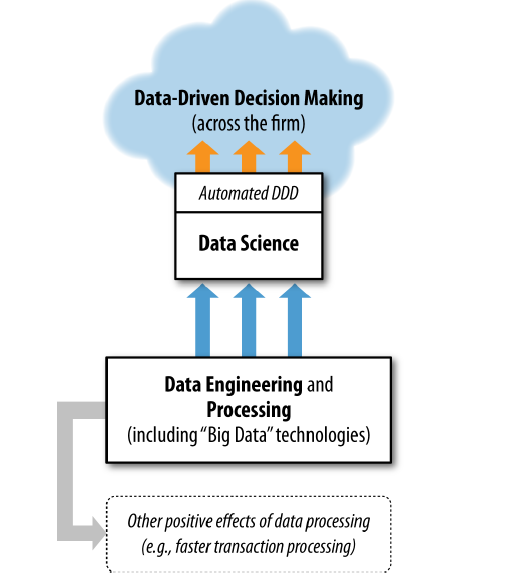 Data-Driven Decision Making
(across the firm)
Automated DDD
Data Science
Data Engineering and
Processing
(including “Big Data” technologies)
Other positive effects of data processing
(e.g., faster transaction processing)